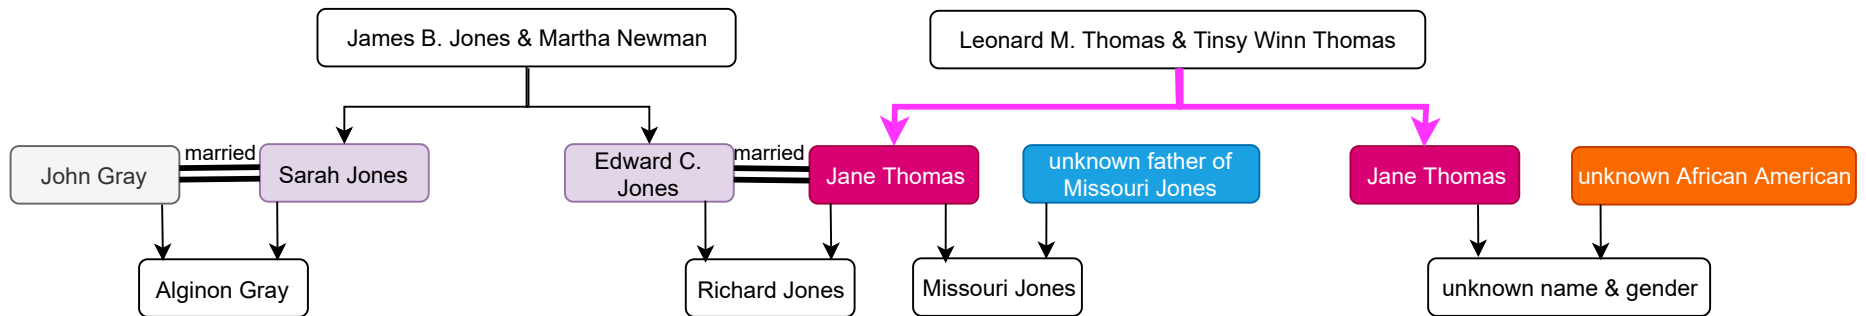 James B. Jones & Martha Newman
Leonard M. Thomas & Tinsy Winn Thomas
John Gray
married
Sarah Jones
Edward C.
Jones
married
Jane Thomas
unknown father of
Missouri Jones
Jane Thomas
unknown African American
Alginon Gray
Richard Jones
Missouri Jones
unknown name & gender